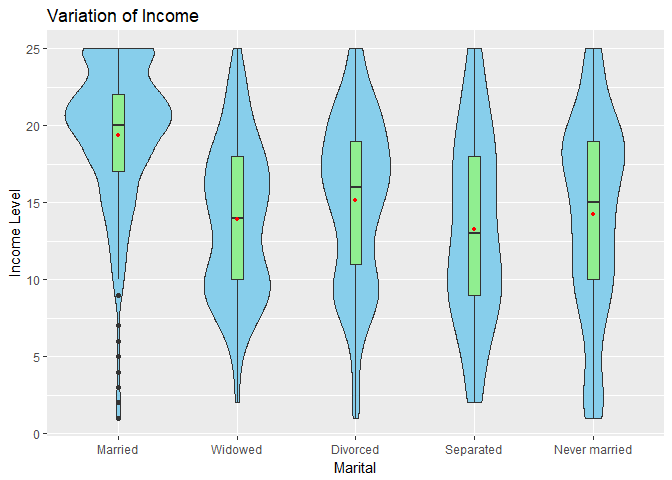 Variation of Income
25
20
15
10
5
0
Income Level
Married Widowed Divorced Separated Never married
Marital